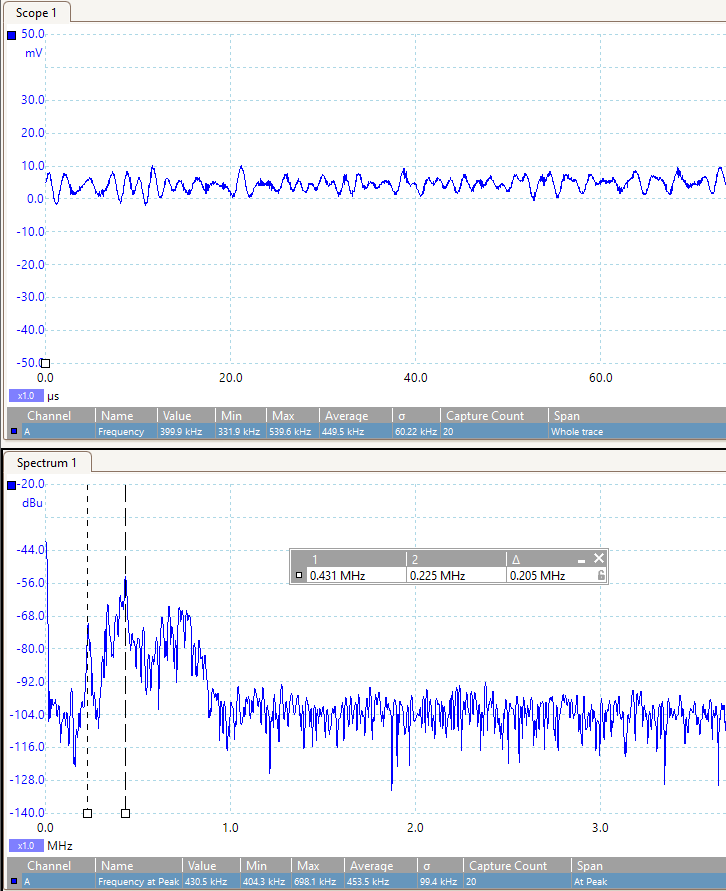 Scope 1
50.0
mV
30.0
20.0
10.0
0.0
-10.0
-20.0
-30.0
-40.0
-50.0
0.0 20.0 40.0 60.0
x1.0 µs
Channel Name Value Min Max Average σ Capture Count Span
A Frequency 399.9 kHz 331.9 kHz 539.6 kHz 449.5 kHz 60.22 kHz 20 Whole trace
Spectrum 1
-20.0
dBu
-44.0
1 2 Δ
-56.0 0.431 MHz 0.225 MHz 0.205 MHz
-68.0
-80.0
-92.0
-104.0
-116.0
-128.0
-140.0
0.0 1.0 2.0 3.0
x1.0 MHz
Channel Name Value Min Max Average σ Capture Count Span
A Frequency at Peak 430.5 kHz 404.3 kHz 698.1 kHz 453.5 kHz 99.4 kHz 20 At Peak